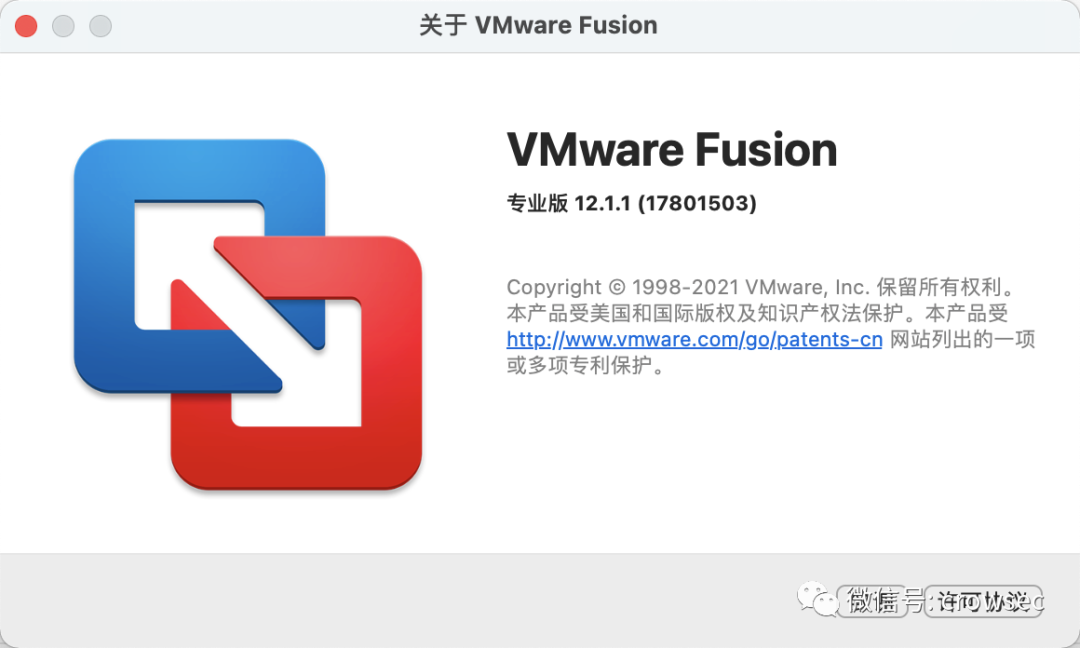 关于 VMware Fusion
VMware Fusion
专业版 12.1.1 (17801503)
Copyright © 1998-2021 VMware, Inc. 保留所有权利。
本产品受美国和国际版权及知识产权法保护。本产品受
http://www.vmware.com/go/patents-cn 网站列出的一项
或多项专利保护。
微信号: crowsec
许可协议